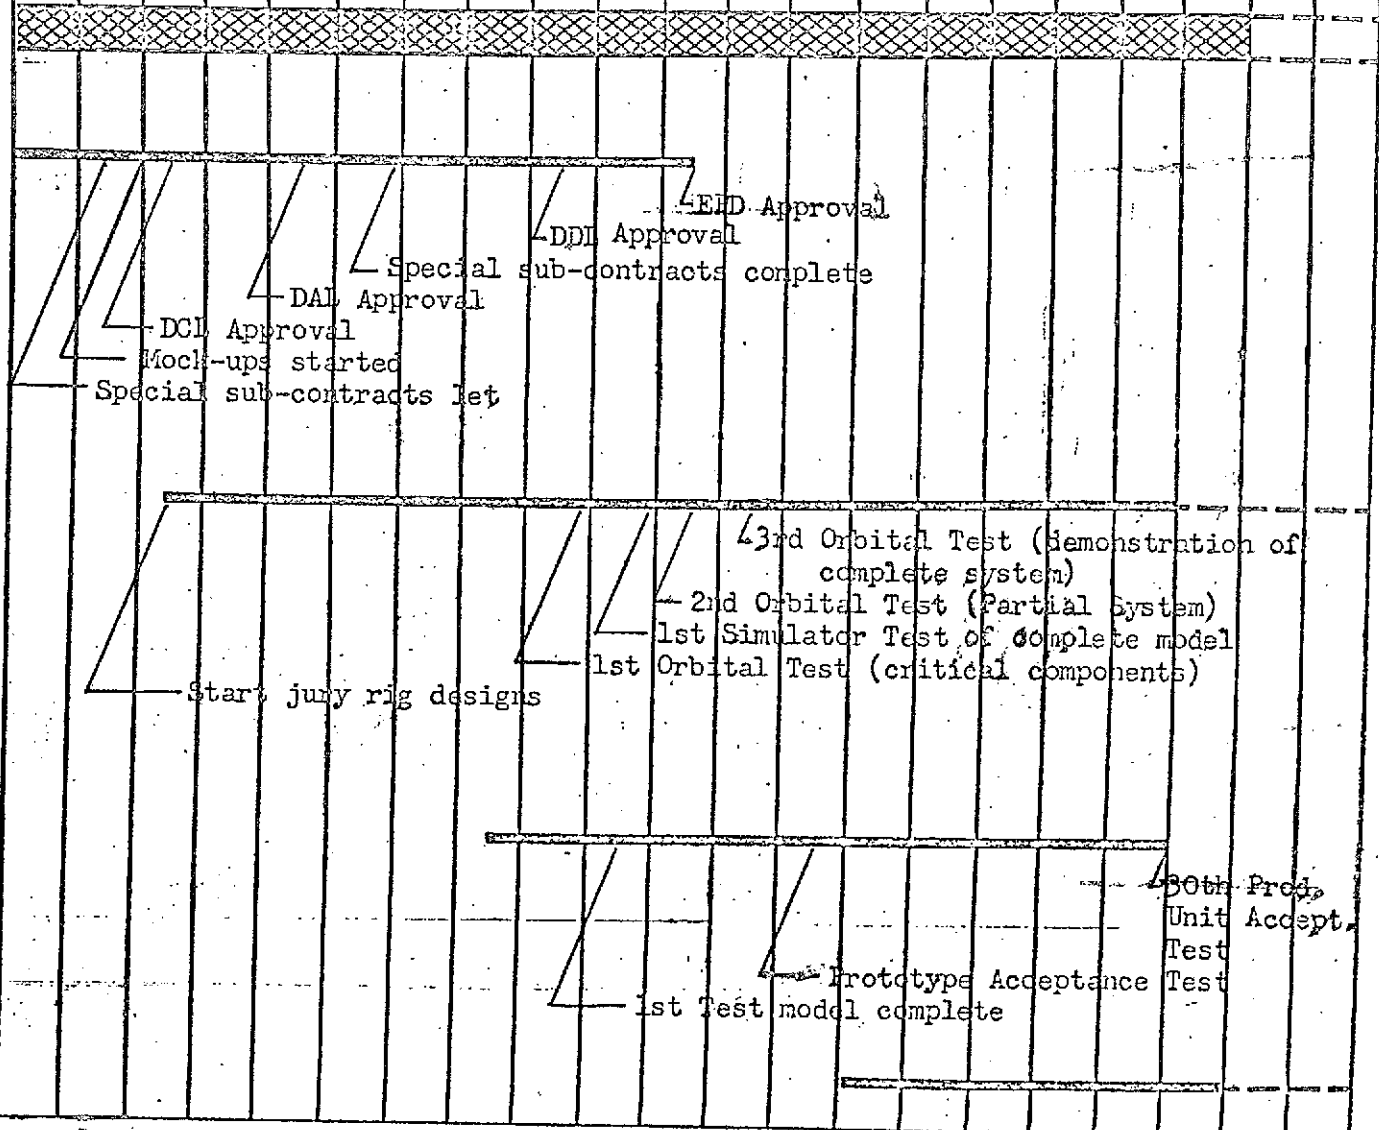 EPD Approval
DDL Approval
Special sub-contracts complete
DAL Approval
DCL Approval
Mock-ups started
Special sub-contracts let
3rd Orbital Test (demonstration of
complete system)
2nd Orbital Test (Partial System)
1st Simulator Test of complete model
1st Orbital Test (critical components)
Start jury rig designs
30th Prod.
Unit Accept.
Test
Prototype Acceptance Test
1st Test model complete